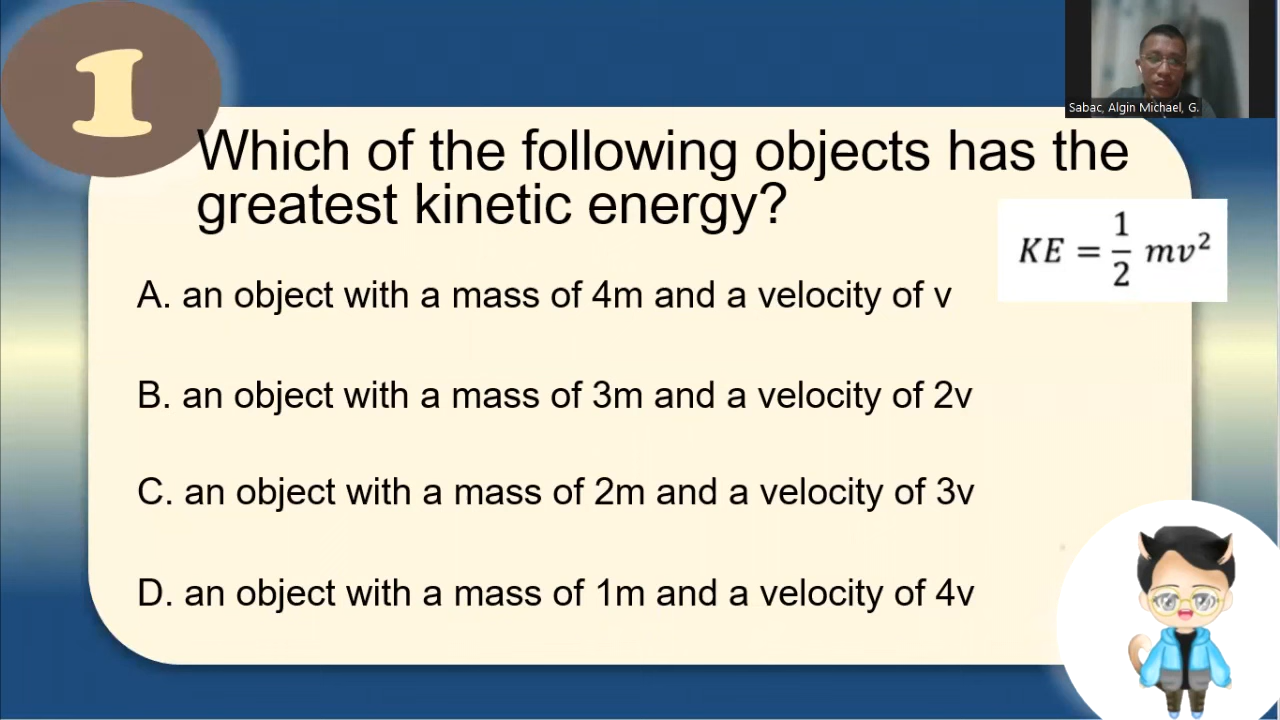 1
Sabac, Algin Michael, G.
Which of the following objects has the
greatest kinetic energy?
KE = 1/2 mv²
A. an object with a mass of 4m and a velocity of v
B. an object with a mass of 3m and a velocity of 2v
C. an object with a mass of 2m and a velocity of 3v
D. an object with a mass of 1m and a velocity of 4v